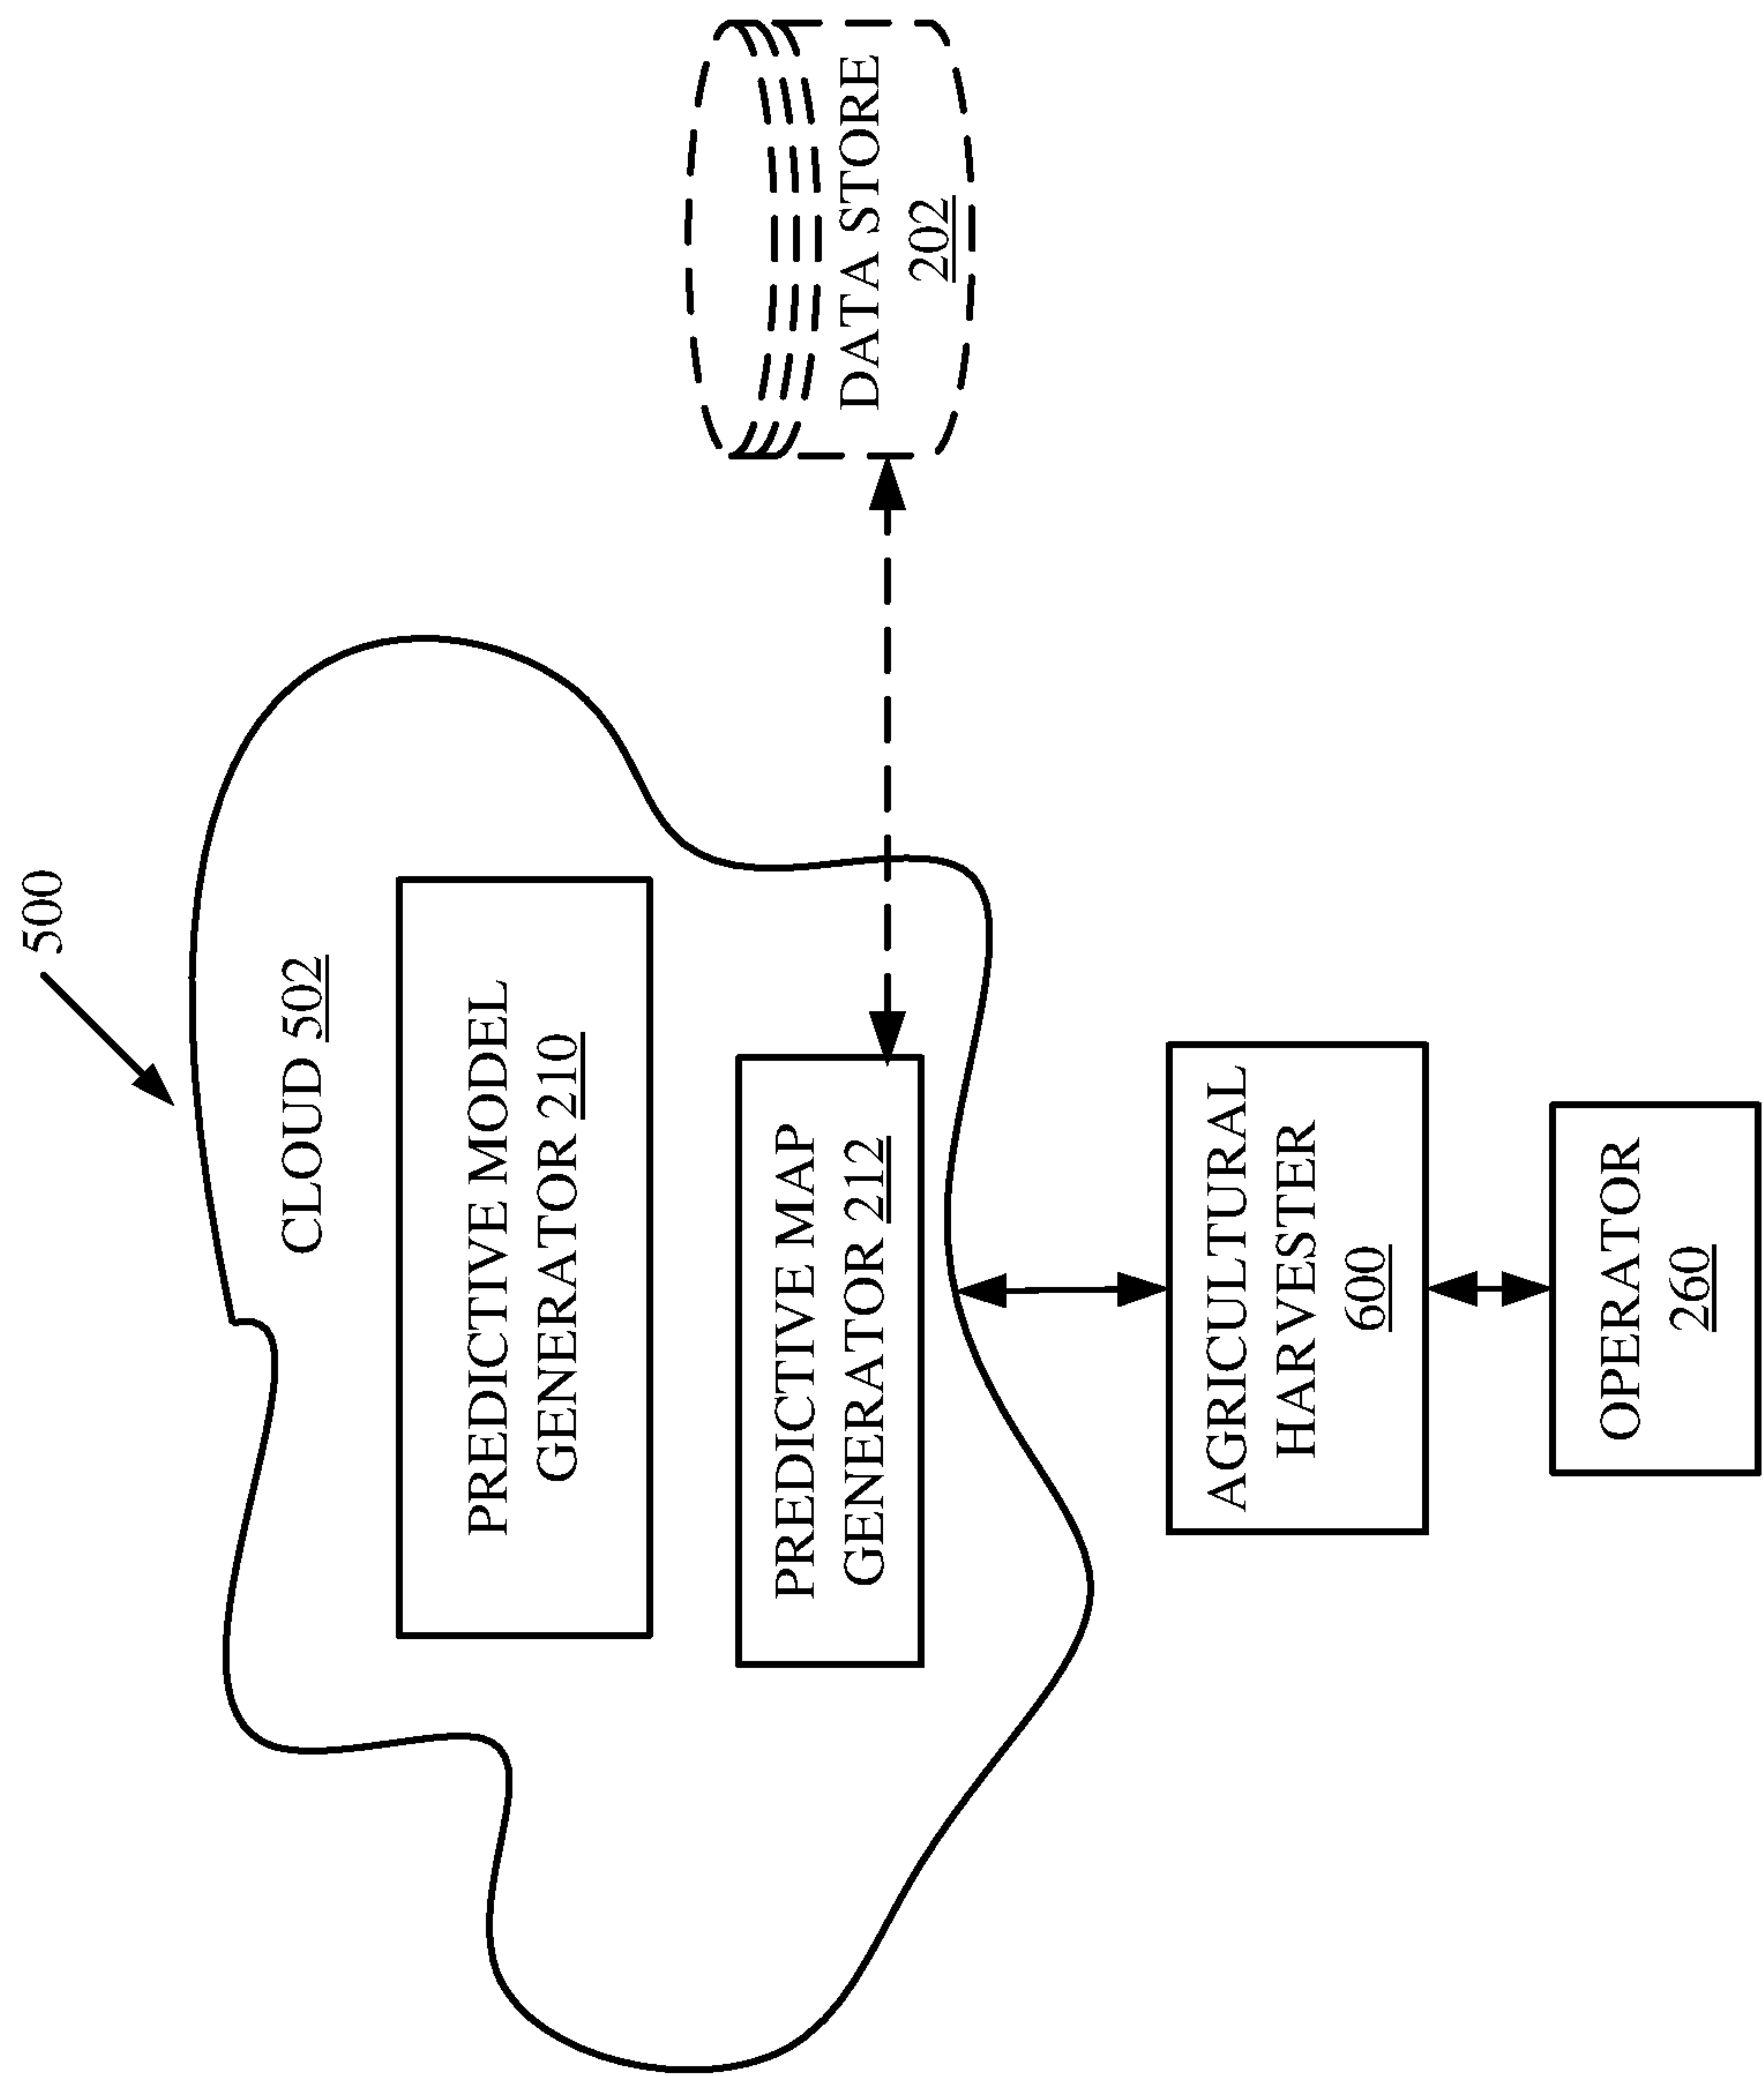 500
CLOUD 502
PREDICTIVE MODEL
GENERATOR 210
PREDICTIVE MAP
GENERATOR 212
DATA STORE
202
AGRICULTURAL
HARVESTER
600
OPERATOR
260